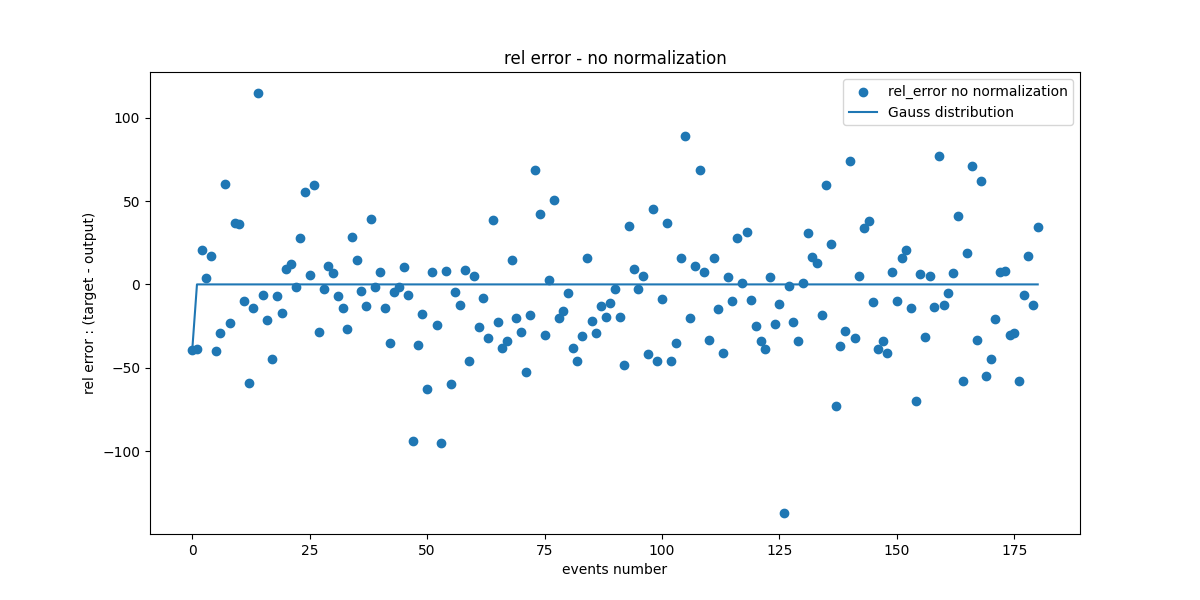 rel error - no normalization
rel_error no normalization
Gauss distribution
rel error : (target - output)
100
50
0
−50
−100
0 25 50 75 100 125 150 175
events number